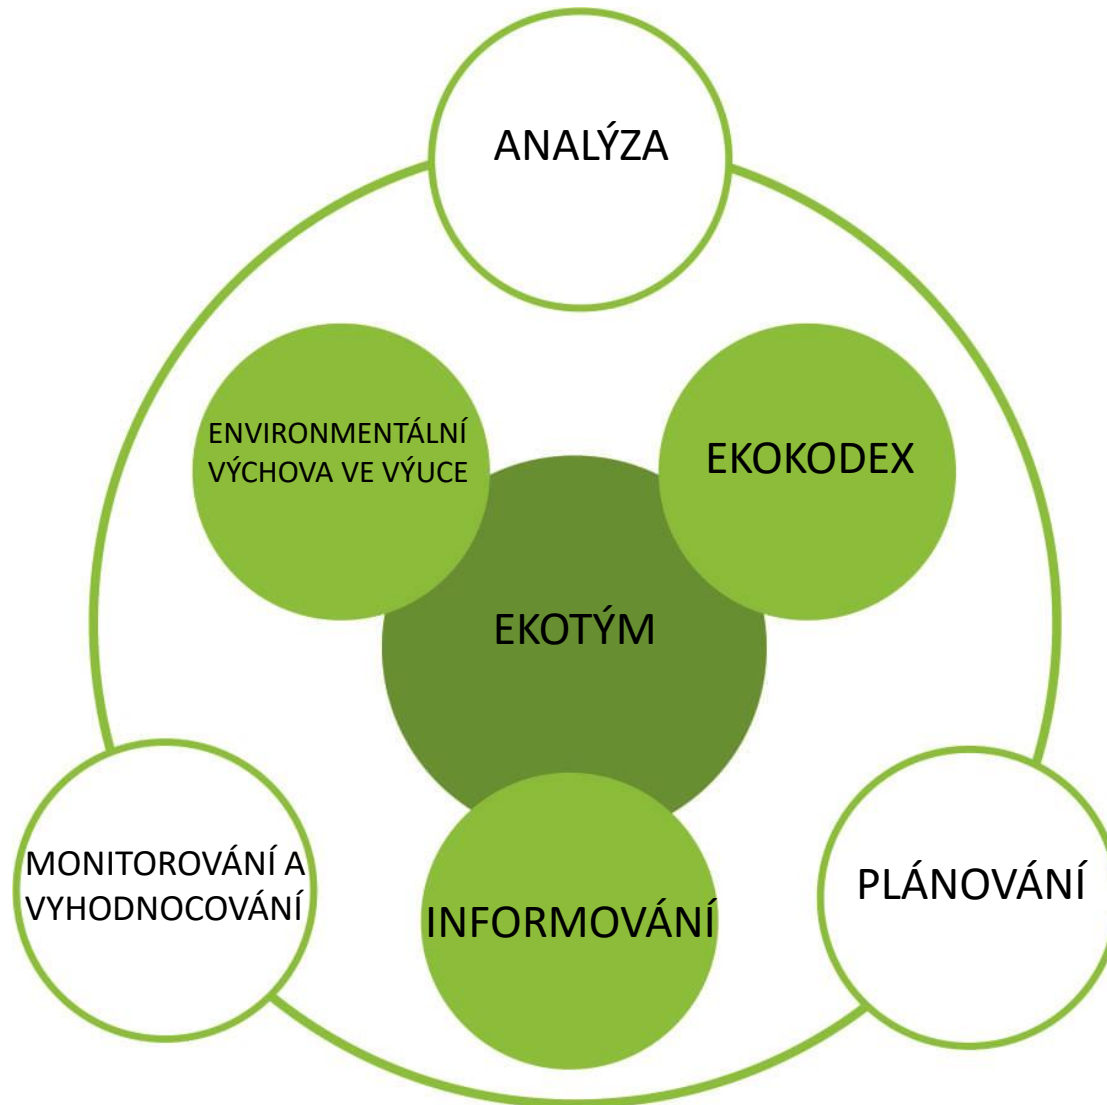 ANALÝZA
ENVIRONMENTÁLNÍ
VÝCHOVA VE VÝUCE
EKOKODEX
EKOTÝM
MONITOROVÁNÍ A
VYHODNOCOVÁNÍ
INFORMOVÁNÍ
PLÁNOVÁNÍ